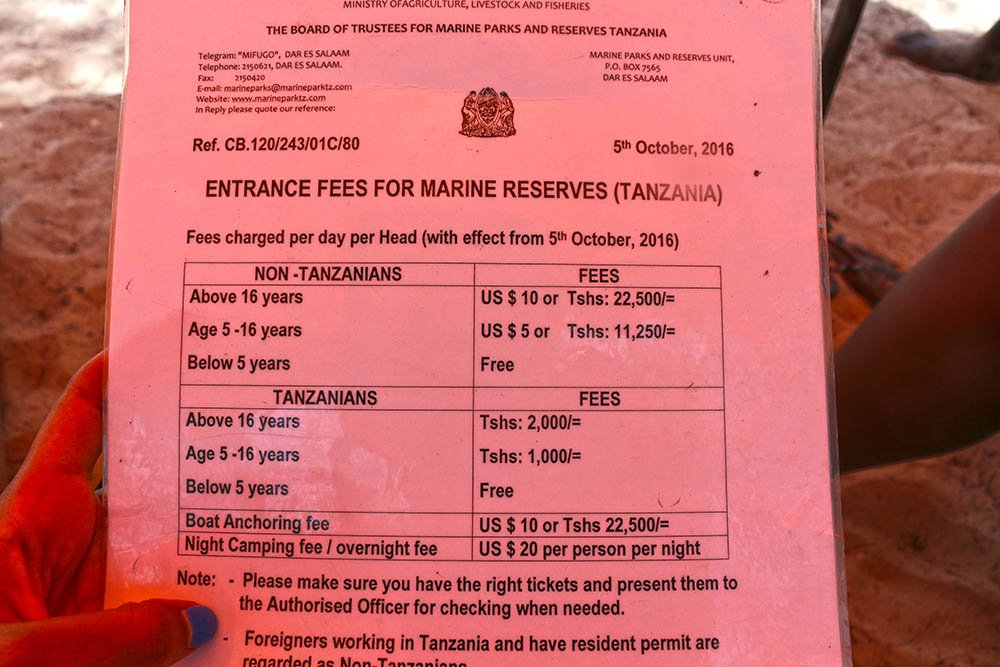 MINISTRY OF AGRICULTURE, LIVESTOCK AND FISHERIES
THE BOARD OF TRUSTEES FOR MARINE PARKS AND RESERVES TANZANIA
Telegram: "MIFUGO", DAR ES SALAAM
Telephone: 2150621, DAR ES SALAAM.
Fax: 2150420
E-mail: marineparks@marineparktz.com
Website: www.marineparktz.com
In Reply please quote our reference:
MARINE PARKS AND RESERVES UNIT,
P.O. BOX 7565
DAR ES SALAAM
Ref. CB.120/243/01C/80
5th October, 2016
ENTRANCE FEES FOR MARINE RESERVES (TANZANIA)
Fees charged per day per Head (with effect from 5th October, 2016)
NON -TANZANIANS FEES
Above 16 years US $ 10 or Tshs: 22,500/=
Age 5 -16 years US $ 5 or Tshs: 11,250/=
Below 5 years Free
TANZANIANS FEES
Above 16 years Tshs: 2,000/=
Age 5 -16 years Tshs: 1,000/=
Below 5 years Free
Boat Anchoring fee US $ 10 or Tshs 22,500/=
Night Camping fee / overnight fee US $ 20 per person per night
Note: - Please make sure you have the right tickets and present them to
the Authorised Officer for checking when needed.
- Foreigners working in Tanzania and have resident permit are
regarded as Non-Tanzanians